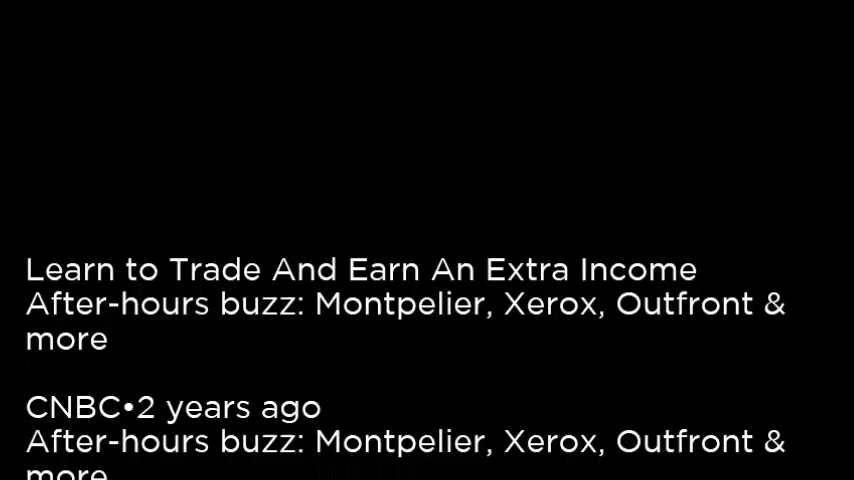 Learn to Trade And Earn An Extra Income
After-hours buzz: Montpelier, Xerox, Outfront &
more
CNBC•2 years ago
After-hours buzz: Montpelier, Xerox, Outfront &
more